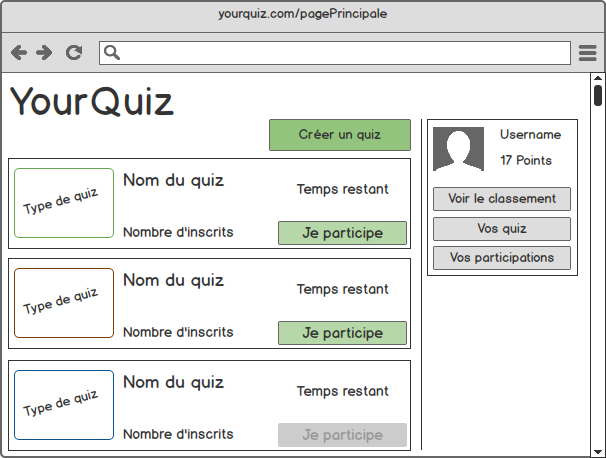 yourquiz.com/pagePrincipale
YourQuiz
Créer un quiz
Type de quiz
Nom du quiz
Temps restant
Nombre d'inscrits
Je participe
Type de quiz
Nom du quiz
Temps restant
Nombre d'inscrits
Je participe
Type de quiz
Nom du quiz
Temps restant
Nombre d'inscrits
Je participe
Username
17 Points
Voir le classement
Vos quiz
Vos participations